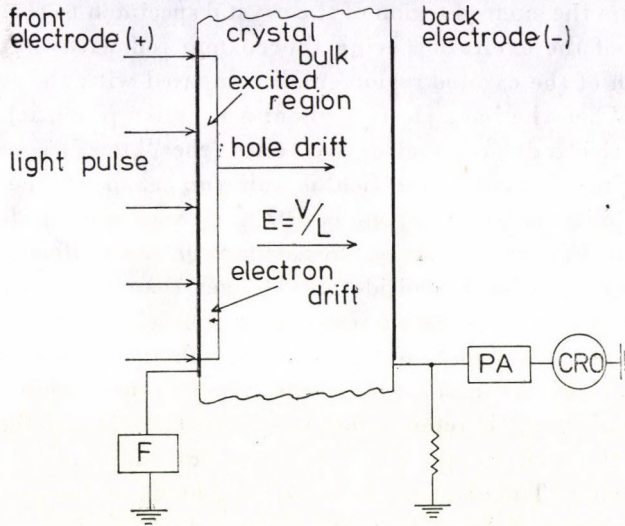 front
electrode (+)
crystal
bulk
excited
region
back
electrode (-)
light pulse
hole drift
E=V/L
electron
drift
PA
CRO
F